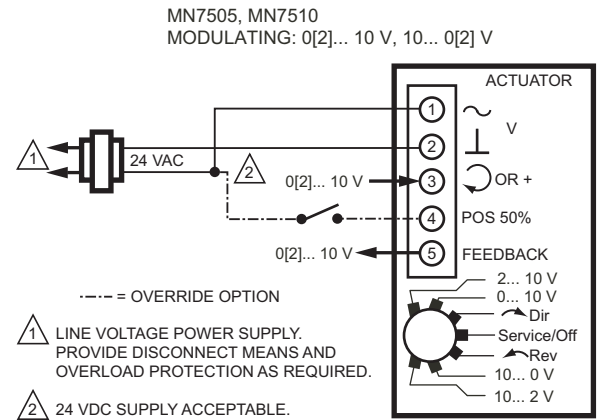 MN7505, MN7510
MODULATING: 0[2]... 10 V, 10... 0[2] V
ACTUATOR
1
2
3
4
5
V
OR +
POS 50%
FEEDBACK
1
24 VAC
2
0[2]... 10 V
0[2]... 10 V
2... 10 V
0... 10 V
Dir
Service/Off
Rev
10... 0 V
10... 2 V
= OVERRIDE OPTION
1 LINE VOLTAGE POWER SUPPLY.
PROVIDE DISCONNECT MEANS AND
OVERLOAD PROTECTION AS REQUIRED.
2 24 VDC SUPPLY ACCEPTABLE.